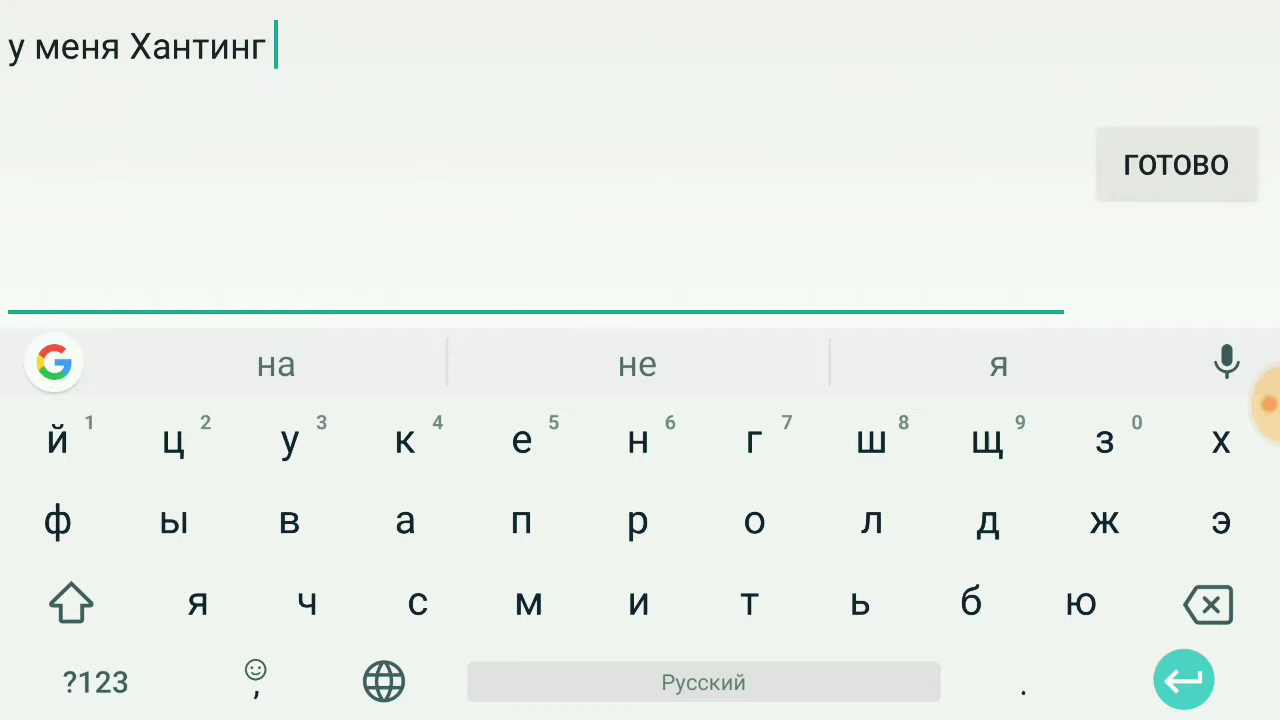 у меня Хантинг
ГОТОВО
на не я
й 1 ц 2 у 3 к 4 е 5 н 6 г 7 ш 8 щ 9 з 0 х
ф ы в а п р о л д ж э
я ч с м и т ь б ю
?123 , Русский .